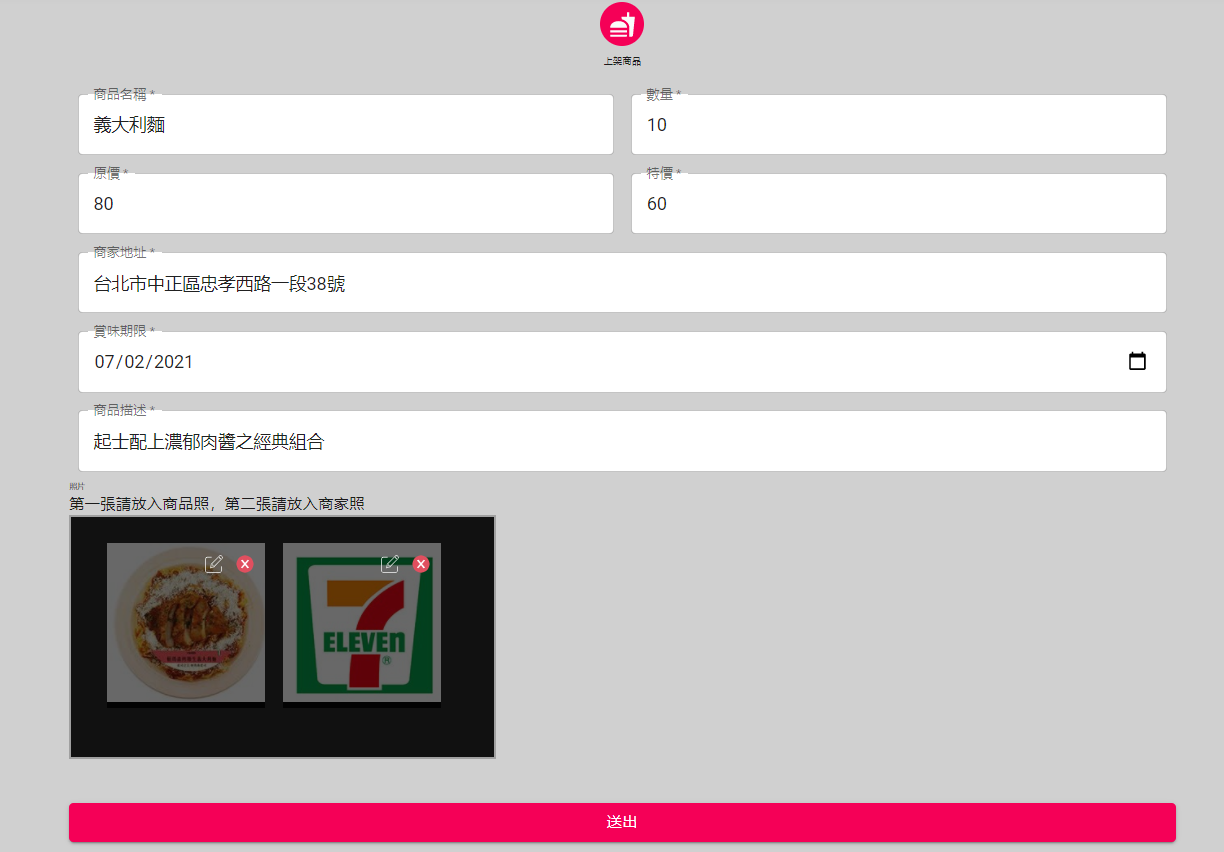 上架商品
商品名稱 *
義大利麵
數量 *
10
原價 *
80
特價 *
60
商家地址 *
台北市中正區忠孝西路一段38號
賞味期限 *
07/02/2021
商品描述 *
起士配上濃郁肉醬之經典組合
照片
第一張請放入商品照，第二張請放入商家照
7
ELEVEn
®
送出